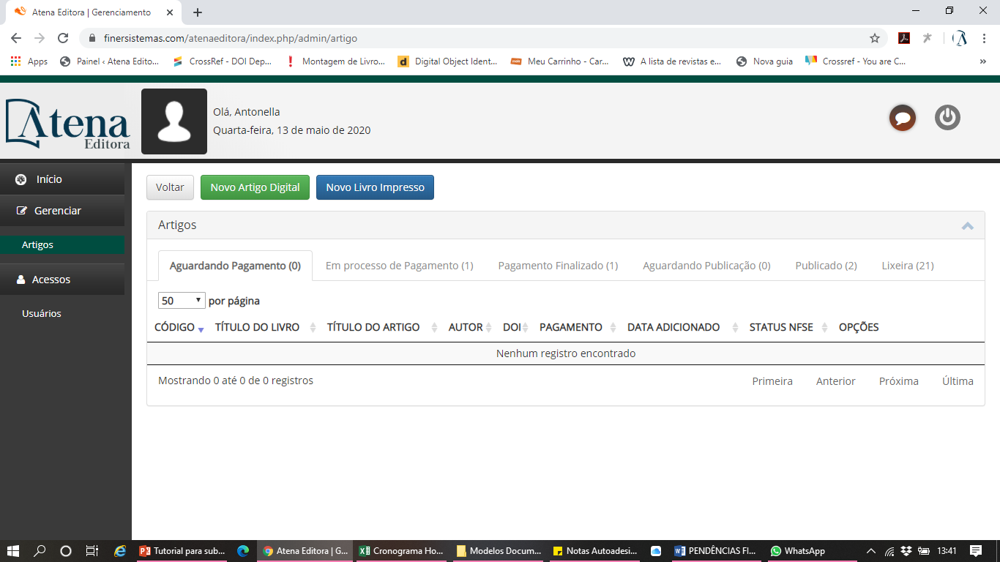 Atena Editora | Gerenciamento
finersistemas.com/atenaeditora/index.php/admin/artigo
Apps Painel ‹ Atena Edito... CrossRef - DOI Dep... Montagem de Livro... Digital Object Ident... Meu Carrinho - Car... A lista de revistas e... Nova guia Crossref - You are C...
Atena
Editora
Olá, Antonella
Quarta-feira, 13 de maio de 2020
Início
Gerenciar
Artigos
Acessos
Usuários
Voltar Novo Artigo Digital Novo Livro Impresso
Artigos
Aguardando Pagamento (0) Em processo de Pagamento (1) Pagamento Finalizado (1) Aguardando Publicação (0) Publicado (2) Lixeira (21)
50 por página
CÓDIGO TÍTULO DO LIVRO TÍTULO DO ARTIGO AUTOR DOI PAGAMENTO DATA ADICIONADO STATUS NFSE OPÇÕES
Nenhum registro encontrado
Mostrando 0 até 0 de 0 registros Primeira Anterior Próxima Última
Tutorial para sub... Atena Editora | G... Cronograma Ho... Modelos Docum... Notas Autoadesi... PENDÊNCIAS FI... WhatsApp 13:41